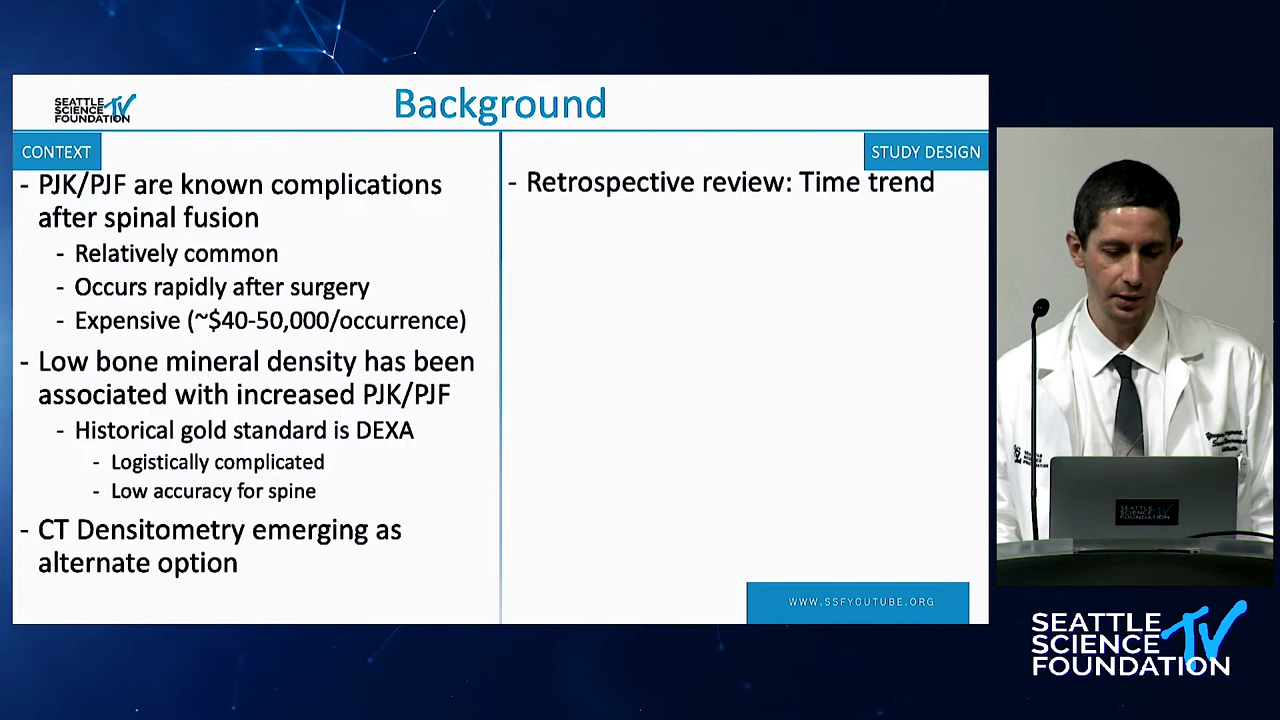 SEATTLE
SCIENCE TV
FOUNDATION
Background
CONTEXT
- PJK/PJF are known complications
after spinal fusion
- Relatively common
- Occurs rapidly after surgery
- Expensive (~$40-50,000/occurrence)
- Low bone mineral density has been
associated with increased PJK/PJF
- Historical gold standard is DEXA
- Logistically complicated
- Low accuracy for spine
- CT Densitometry emerging as
alternate option
STUDY DESIGN
- Retrospective review: Time trend
WWW.SSFYOUTUBE.ORG
SEATTLE
SCIENCE
FOUNDATION
SEATTLE
SCIENCE TV
FOUNDATION